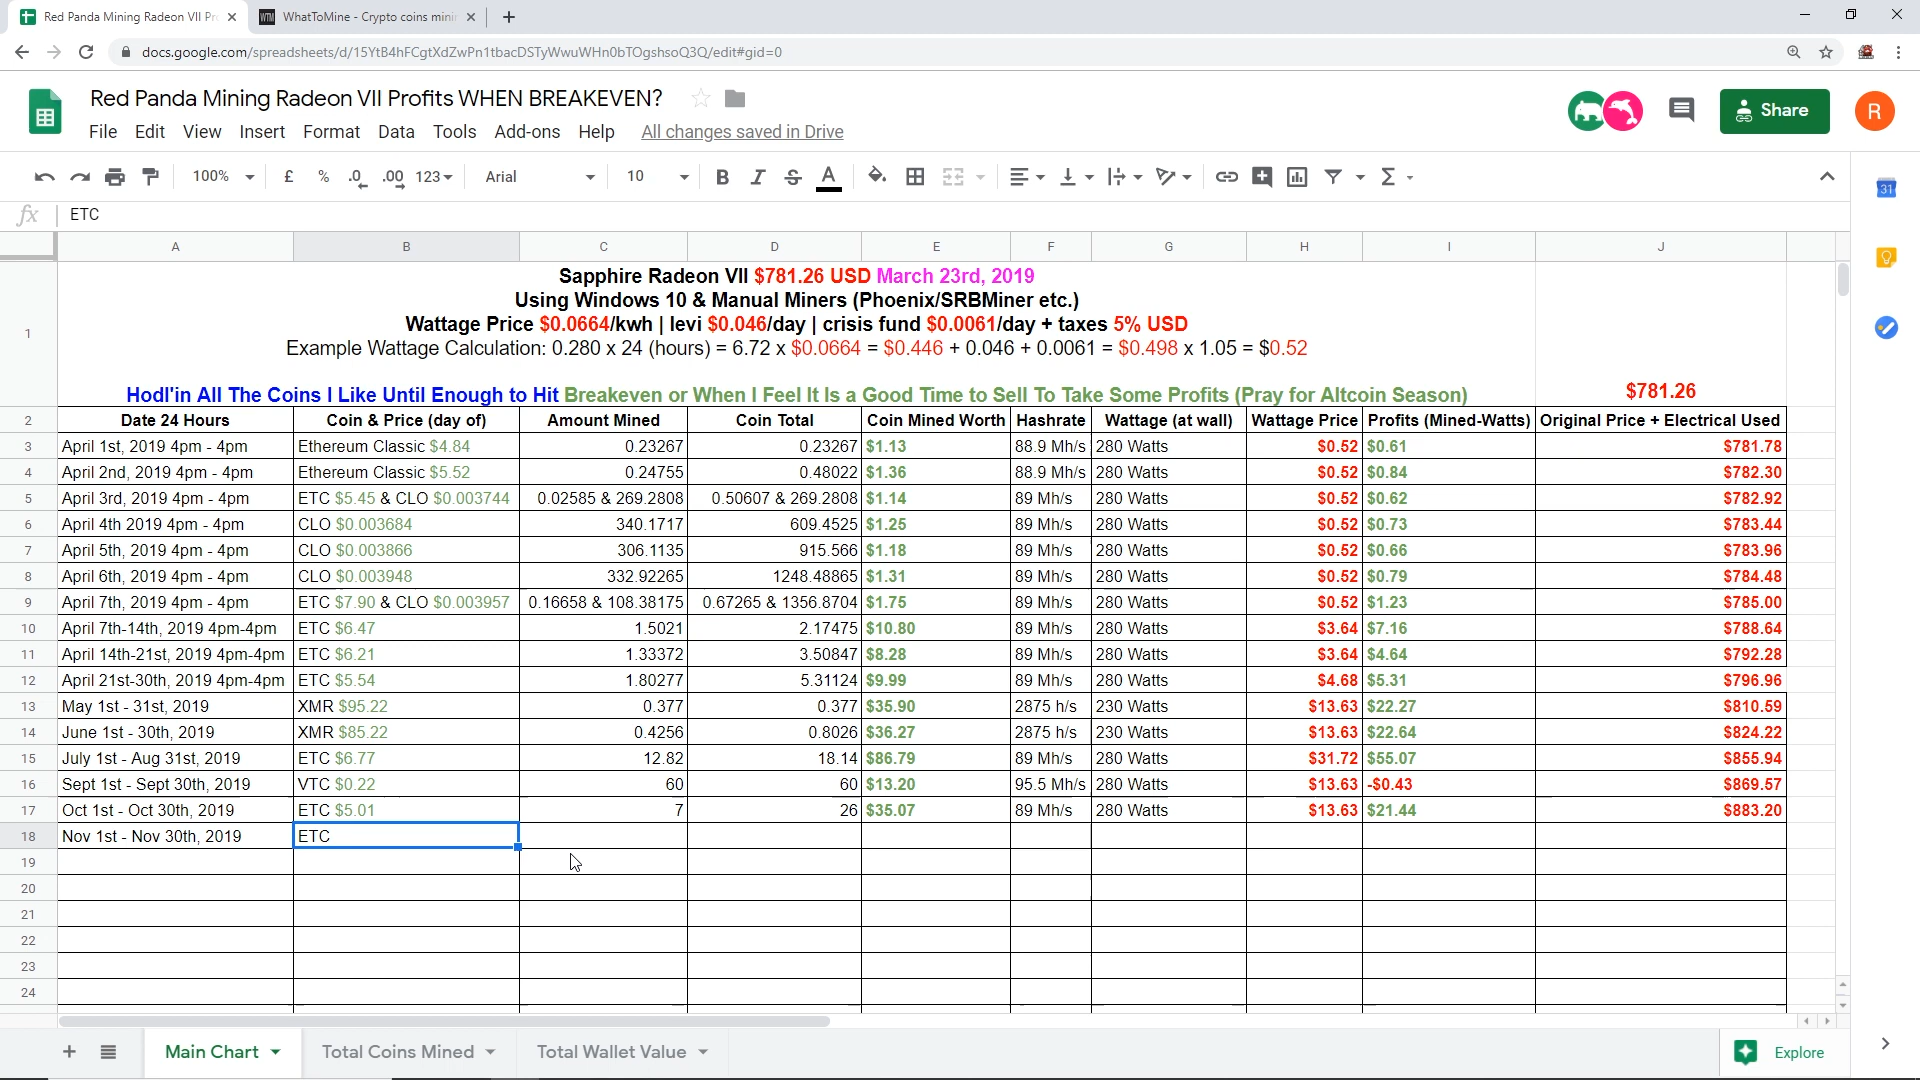 Red Panda Mining Radeon VII Pr
WhatToMine - Crypto coins mini
docs.google.com/spreadsheets/d/15YtB4hFCgtXdZwPn1tbacDSTyWwuWHn0bTOgshsoQ3Q/edit#gid=0
Red Panda Mining Radeon VII Profits WHEN BREAKEVEN?
File Edit View Insert Format Data Tools Add-ons Help All changes saved in Drive
Share
R
100% £ % .0 .00 123 Arial 10 B I S A
31
fx ETC
A B C D E F G H I J
Sapphire Radeon VII $781.26 USD March 23rd, 2019
Using Windows 10 & Manual Miners (Phoenix/SRBMiner etc.)
Wattage Price $0.0664/kwh | levi $0.046/day | crisis fund $0.0061/day + taxes 5% USD
1 Example Wattage Calculation: 0.280 x 24 (hours) = 6.72 x $0.0664 = $0.446 + 0.046 + 0.0061 = $0.498 x 1.05 = $0.52
Hodl'in All The Coins I Like Until Enough to Hit Breakeven or When I Feel It Is a Good Time to Sell To Take Some Profits (Pray for Altcoin Season) $781.26
2 Date 24 Hours Coin & Price (day of) Amount Mined Coin Total Coin Mined Worth Hashrate Wattage (at wall) Wattage Price Profits (Mined-Watts) Original Price + Electrical Used
3 April 1st, 2019 4pm - 4pm Ethereum Classic $4.84 0.23267 0.23267 $1.13 88.9 Mh/s 280 Watts $0.52 $0.61 $781.78
4 April 2nd, 2019 4pm - 4pm Ethereum Classic $5.52 0.24755 0.48022 $1.36 88.9 Mh/s 280 Watts $0.52 $0.84 $782.30
5 April 3rd, 2019 4pm - 4pm ETC $5.45 & CLO $0.003744 0.02585 & 269.2808 0.50607 & 269.2808 $1.14 89 Mh/s 280 Watts $0.52 $0.62 $782.92
6 April 4th 2019 4pm - 4pm CLO $0.003684 340.1717 609.4525 $1.25 89 Mh/s 280 Watts $0.52 $0.73 $783.44
7 April 5th, 2019 4pm - 4pm CLO $0.003866 306.1135 915.566 $1.18 89 Mh/s 280 Watts $0.52 $0.66 $783.96
8 April 6th, 2019 4pm - 4pm CLO $0.003948 332.92265 1248.48865 $1.31 89 Mh/s 280 Watts $0.52 $0.79 $784.48
9 April 7th, 2019 4pm - 4pm ETC $7.90 & CLO $0.003957 0.16658 & 108.38175 0.67265 & 1356.8704 $1.75 89 Mh/s 280 Watts $0.52 $1.23 $785.00
10 April 7th-14th, 2019 4pm-4pm ETC $6.47 1.5021 2.17475 $10.80 89 Mh/s 280 Watts $3.64 $7.16 $788.64
11 April 14th-21st, 2019 4pm-4pm ETC $6.21 1.33372 3.50847 $8.28 89 Mh/s 280 Watts $3.64 $4.64 $792.28
12 April 21st-30th, 2019 4pm-4pm ETC $5.54 1.80277 5.31124 $9.99 89 Mh/s 280 Watts $4.68 $5.31 $796.96
13 May 1st - 31st, 2019 XMR $95.22 0.377 0.377 $35.90 2875 h/s 230 Watts $13.63 $22.27 $810.59
14 June 1st - 30th, 2019 XMR $85.22 0.4256 0.8026 $36.27 2875 h/s 230 Watts $13.63 $22.64 $824.22
15 July 1st - Aug 31st, 2019 ETC $6.77 12.82 18.14 $86.79 89 Mh/s 280 Watts $31.72 $55.07 $855.94
16 Sept 1st - Sept 30th, 2019 VTC $0.22 60 60 $13.20 95.5 Mh/s 280 Watts $13.63 -$0.43 $869.57
17 Oct 1st - Oct 30th, 2019 ETC $5.01 7 26 $35.07 89 Mh/s 280 Watts $13.63 $21.44 $883.20
18 Nov 1st - Nov 30th, 2019 ETC
19
20
21
22
23
24
Main Chart Total Coins Mined Total Wallet Value Explore